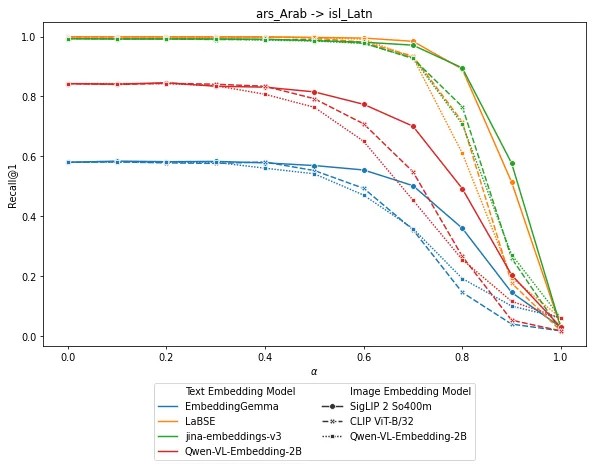 ars_Arab -> isl_Latn
Recall@1
1.0
0.8
0.6
0.4
0.2
0.0
0.0 0.2 0.4 0.6 0.8 1.0
α
Text Embedding Model
EmbeddingGemma
LaBSE
jina-embeddings-v3
Qwen-VL-Embedding-2B
Image Embedding Model
SigLIP 2 So400m
CLIP ViT-B/32
Qwen-VL-Embedding-2B